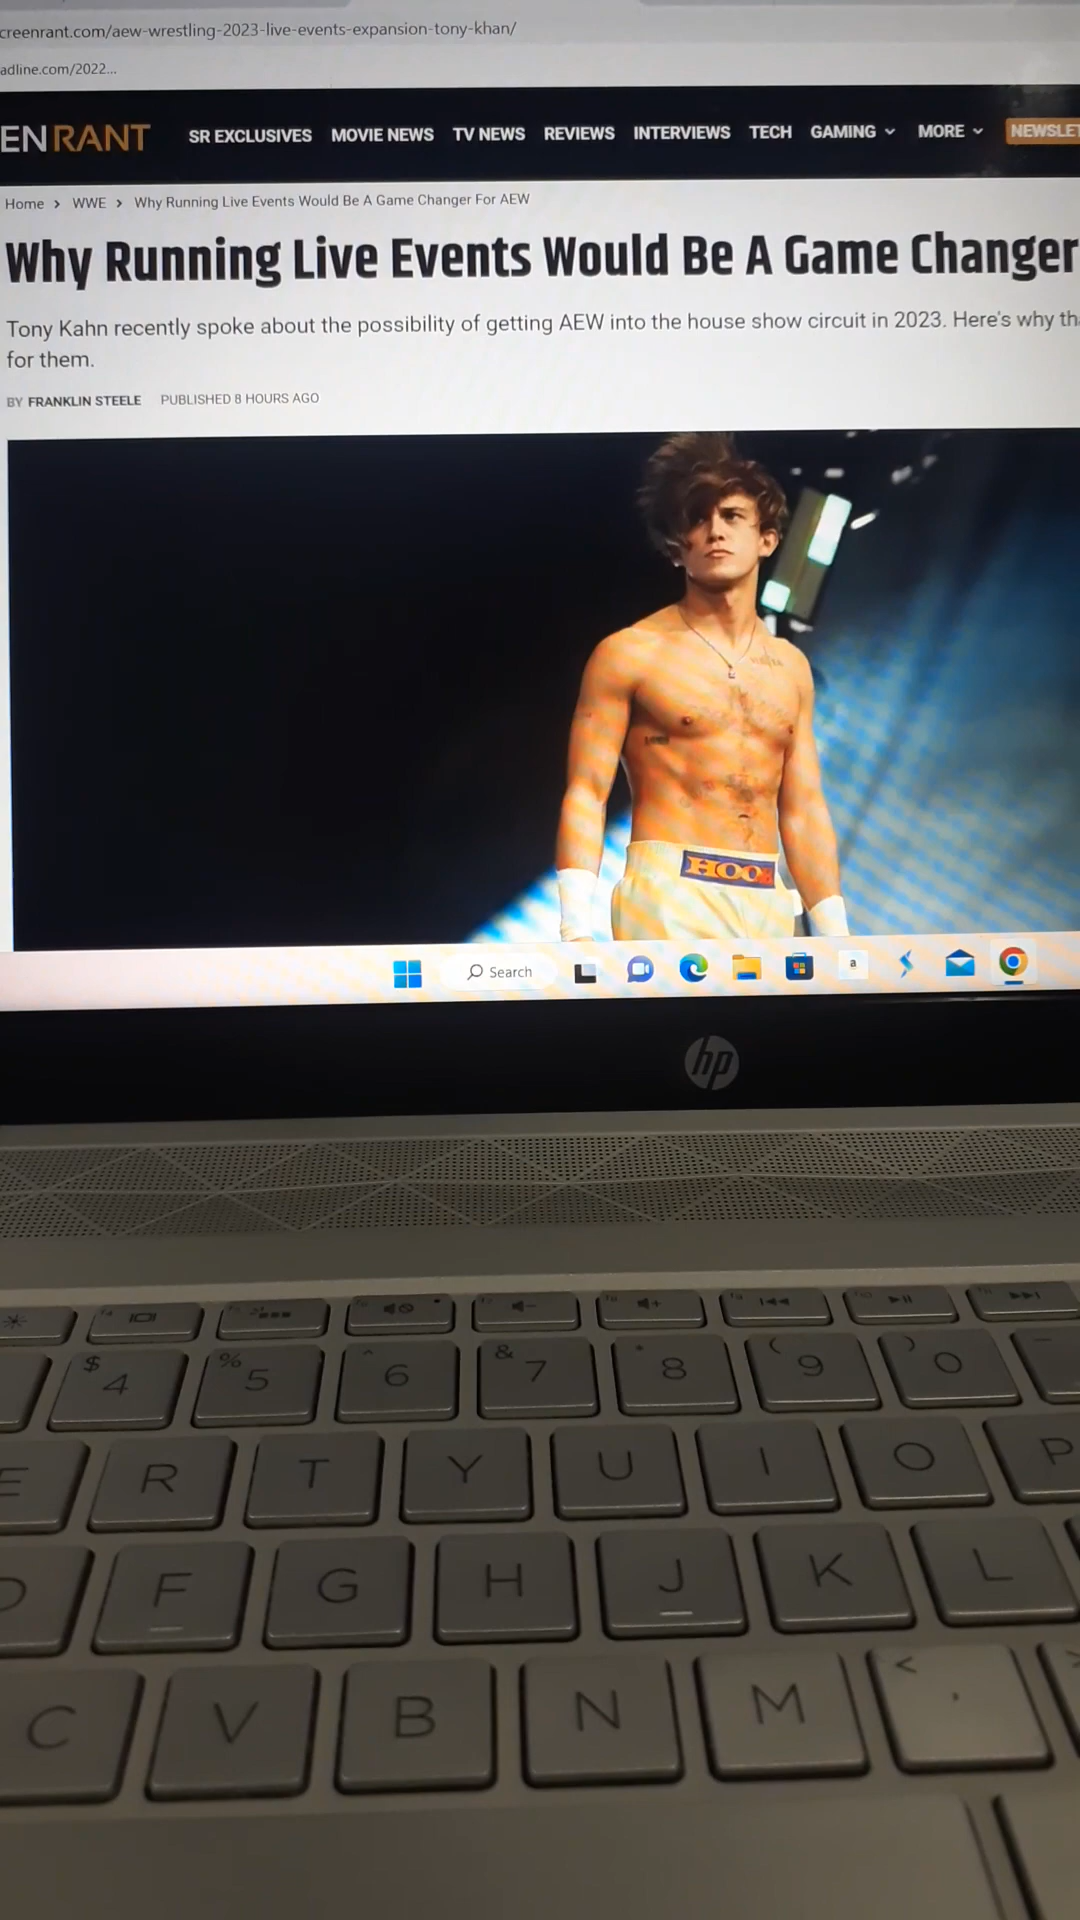 creenrant.com/aew-wrestling-2023-live-events-expansion-tony-khan/
adline.com/2022...
EN RANT SR EXCLUSIVES MOVIE NEWS TV NEWS REVIEWS INTERVIEWS TECH GAMING MORE NEWSLET
Home > WWE > Why Running Live Events Would Be A Game Changer For AEW
Why Running Live Events Would Be A Game Changer
Tony Kahn recently spoke about the possibility of getting AEW into the house show circuit in 2023. Here's why th
for them.
BY FRANKLIN STEELE PUBLISHED 8 HOURS AGO
HOO
Search a
hp
$ 4 % 5 ^ 6 & 7 * 8 ( 9 ) 0
E R T Y U I O P
D F G H J K L
C V B N M < ,